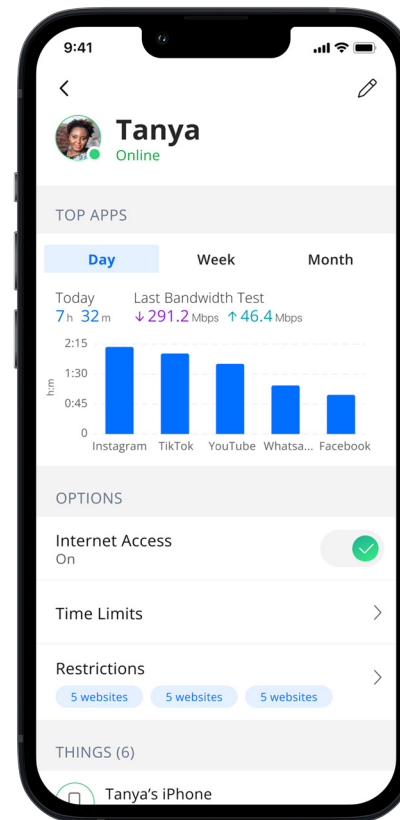 9:41
Tanya
Online
TOP APPS
Day Week Month
Today Last Bandwidth Test
7h 32m ↓291.2 Mbps ↑46.4 Mbps
2:15
1:30
0:45
0
h:m
Instagram TikTok YouTube Whatsa... Facebook
OPTIONS
Internet Access
On
Time Limits
Restrictions
5 websites 5 websites 5 websites
THINGS (6)
Tanya’s iPhone